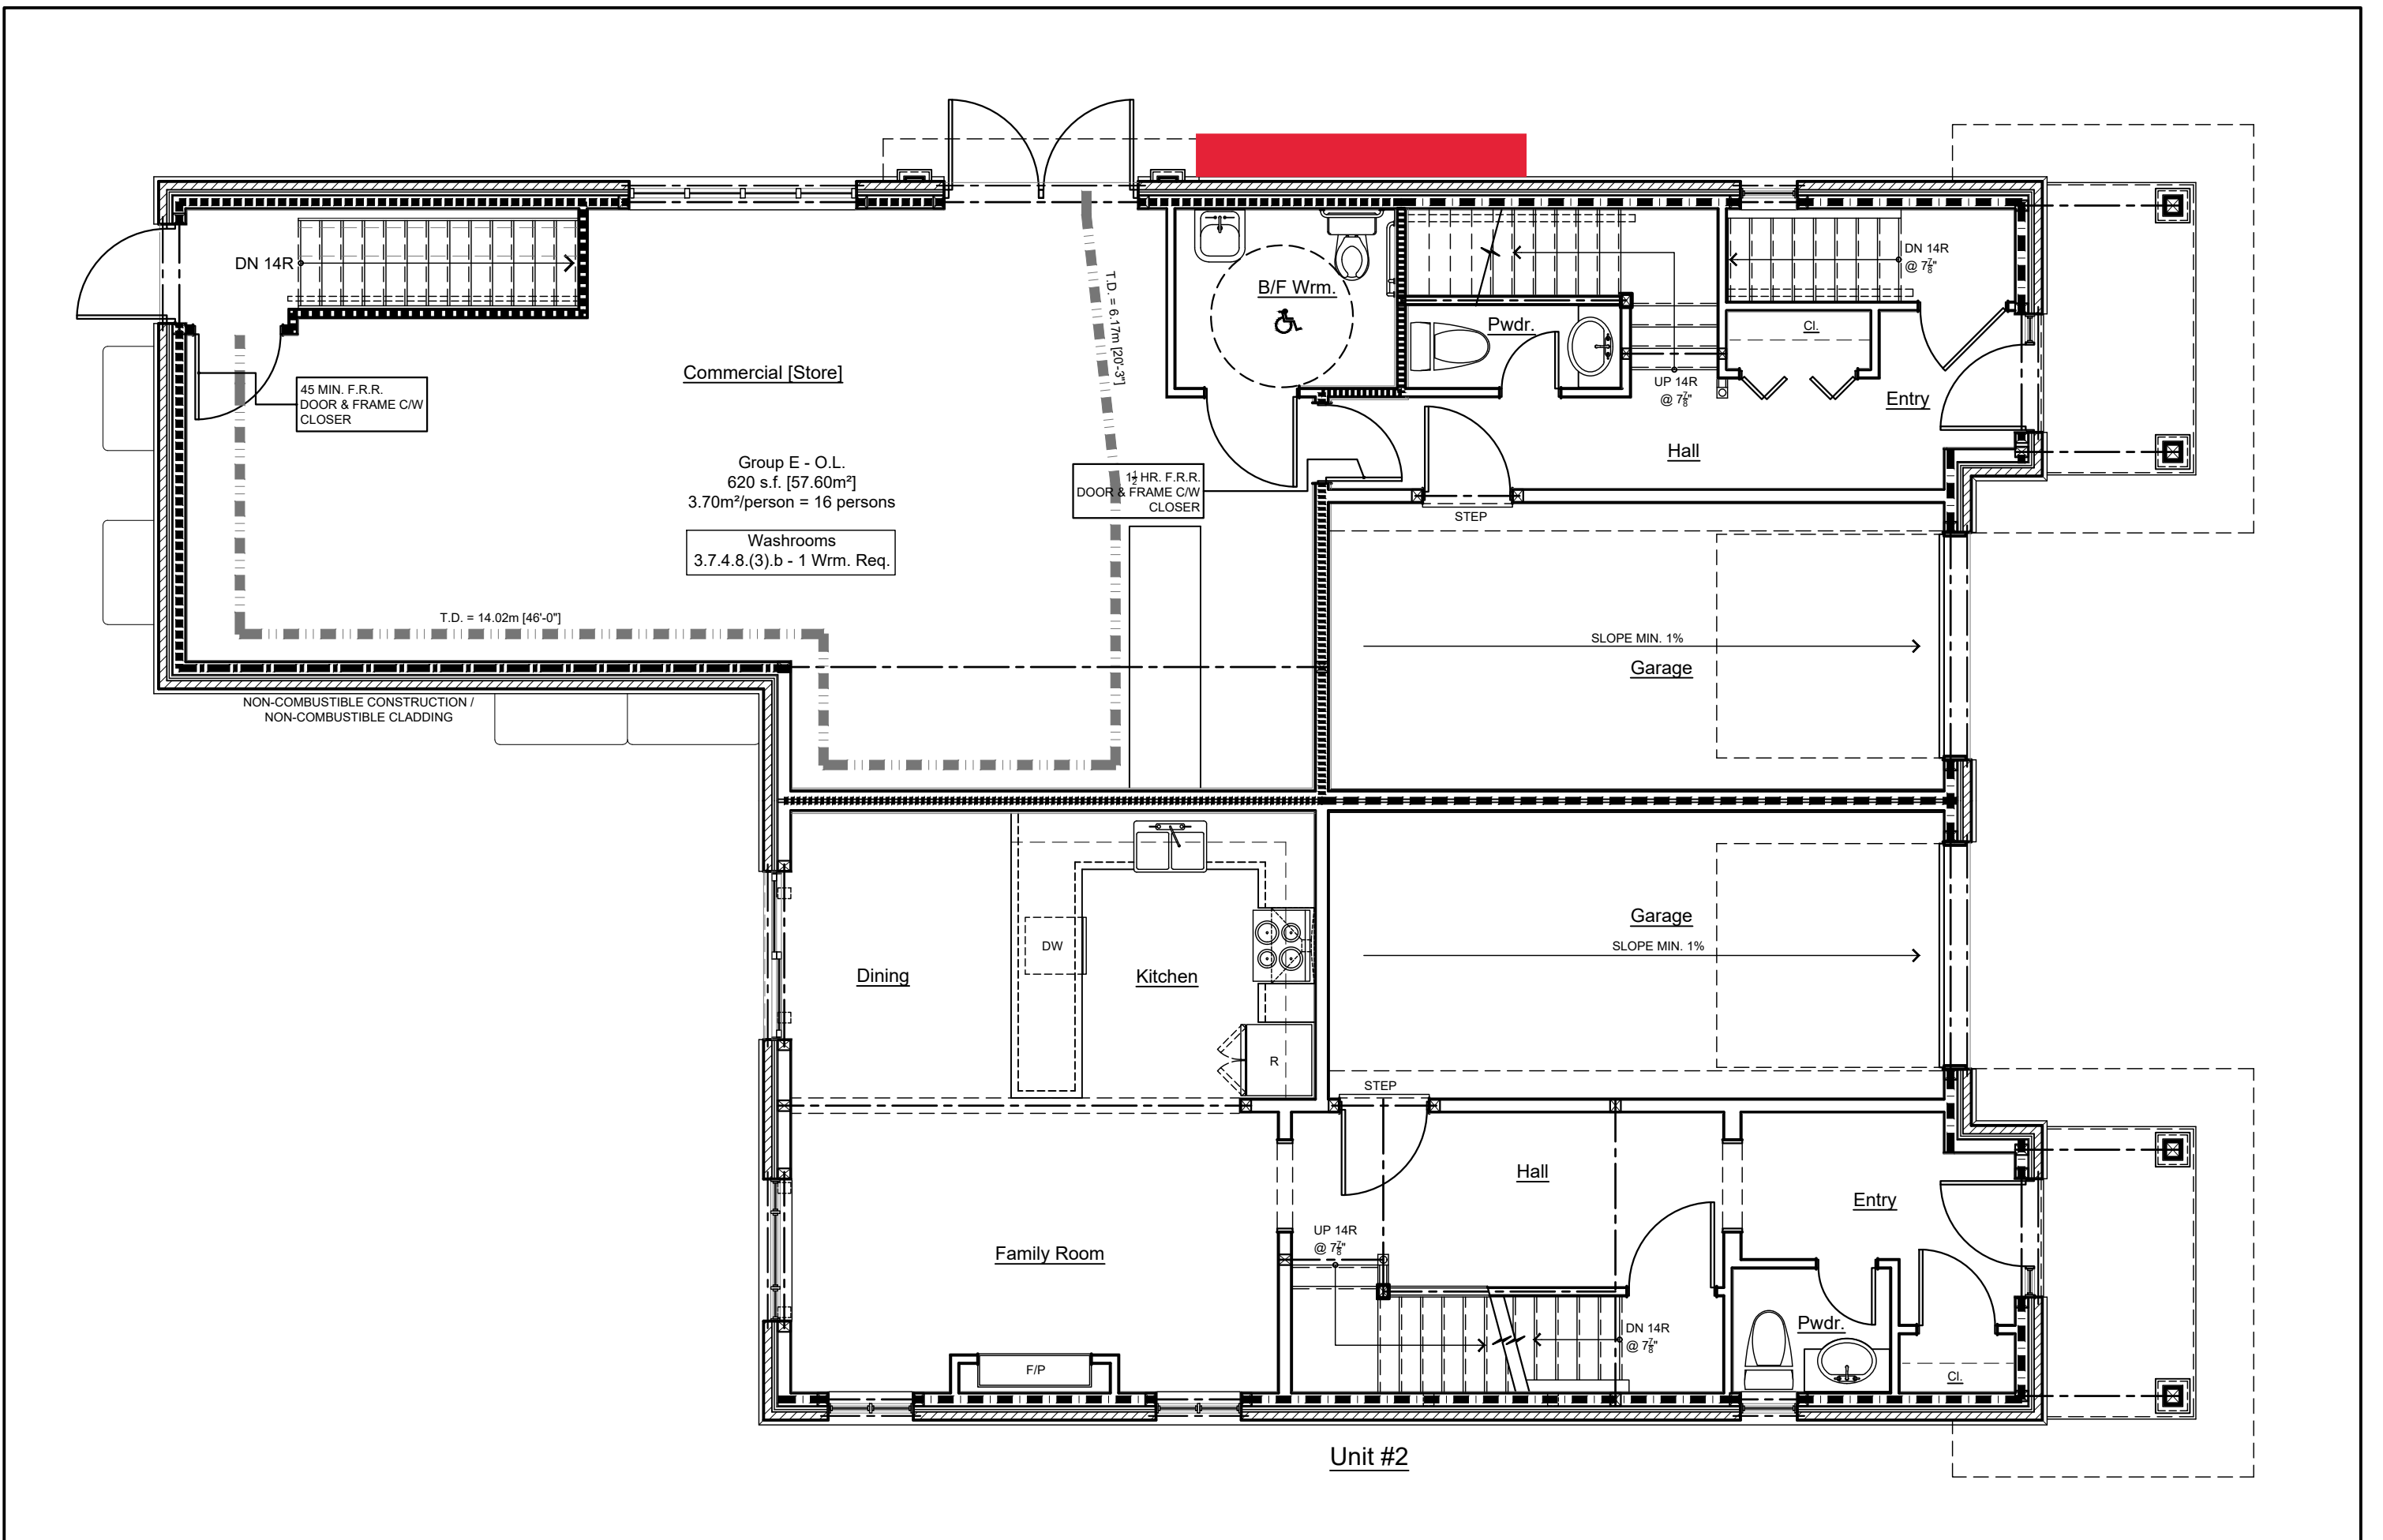 DN 14R
45 MIN. F.R.R.
DOOR & FRAME C/W
CLOSER
Commercial [Store]
Group E - O.L.
620 s.f. [57.60m²]
3.70m²/person = 16 persons
Washrooms
3.7.4.8.(3).b - 1 Wrm. Req.
T.D. = 14.02m [46'-0"]
T.D. = 6.17m [20'-3"]
NON-COMBUSTIBLE CONSTRUCTION /
NON-COMBUSTIBLE CLADDING
B/F Wrm.
1½ HR. F.R.R.
DOOR & FRAME C/W
CLOSER
Pwdr.
UP 14R
@ 7⅞"
DN 14R
@ 7⅞"
Cl.
Entry
Hall
STEP
SLOPE MIN. 1%
Garage
Garage
SLOPE MIN. 1%
Dining
DW
Kitchen
R
STEP
Hall
Entry
Family Room
UP 14R
@ 7⅞"
DN 14R
@ 7⅞"
Pwdr.
Cl.
F/P
Unit #2